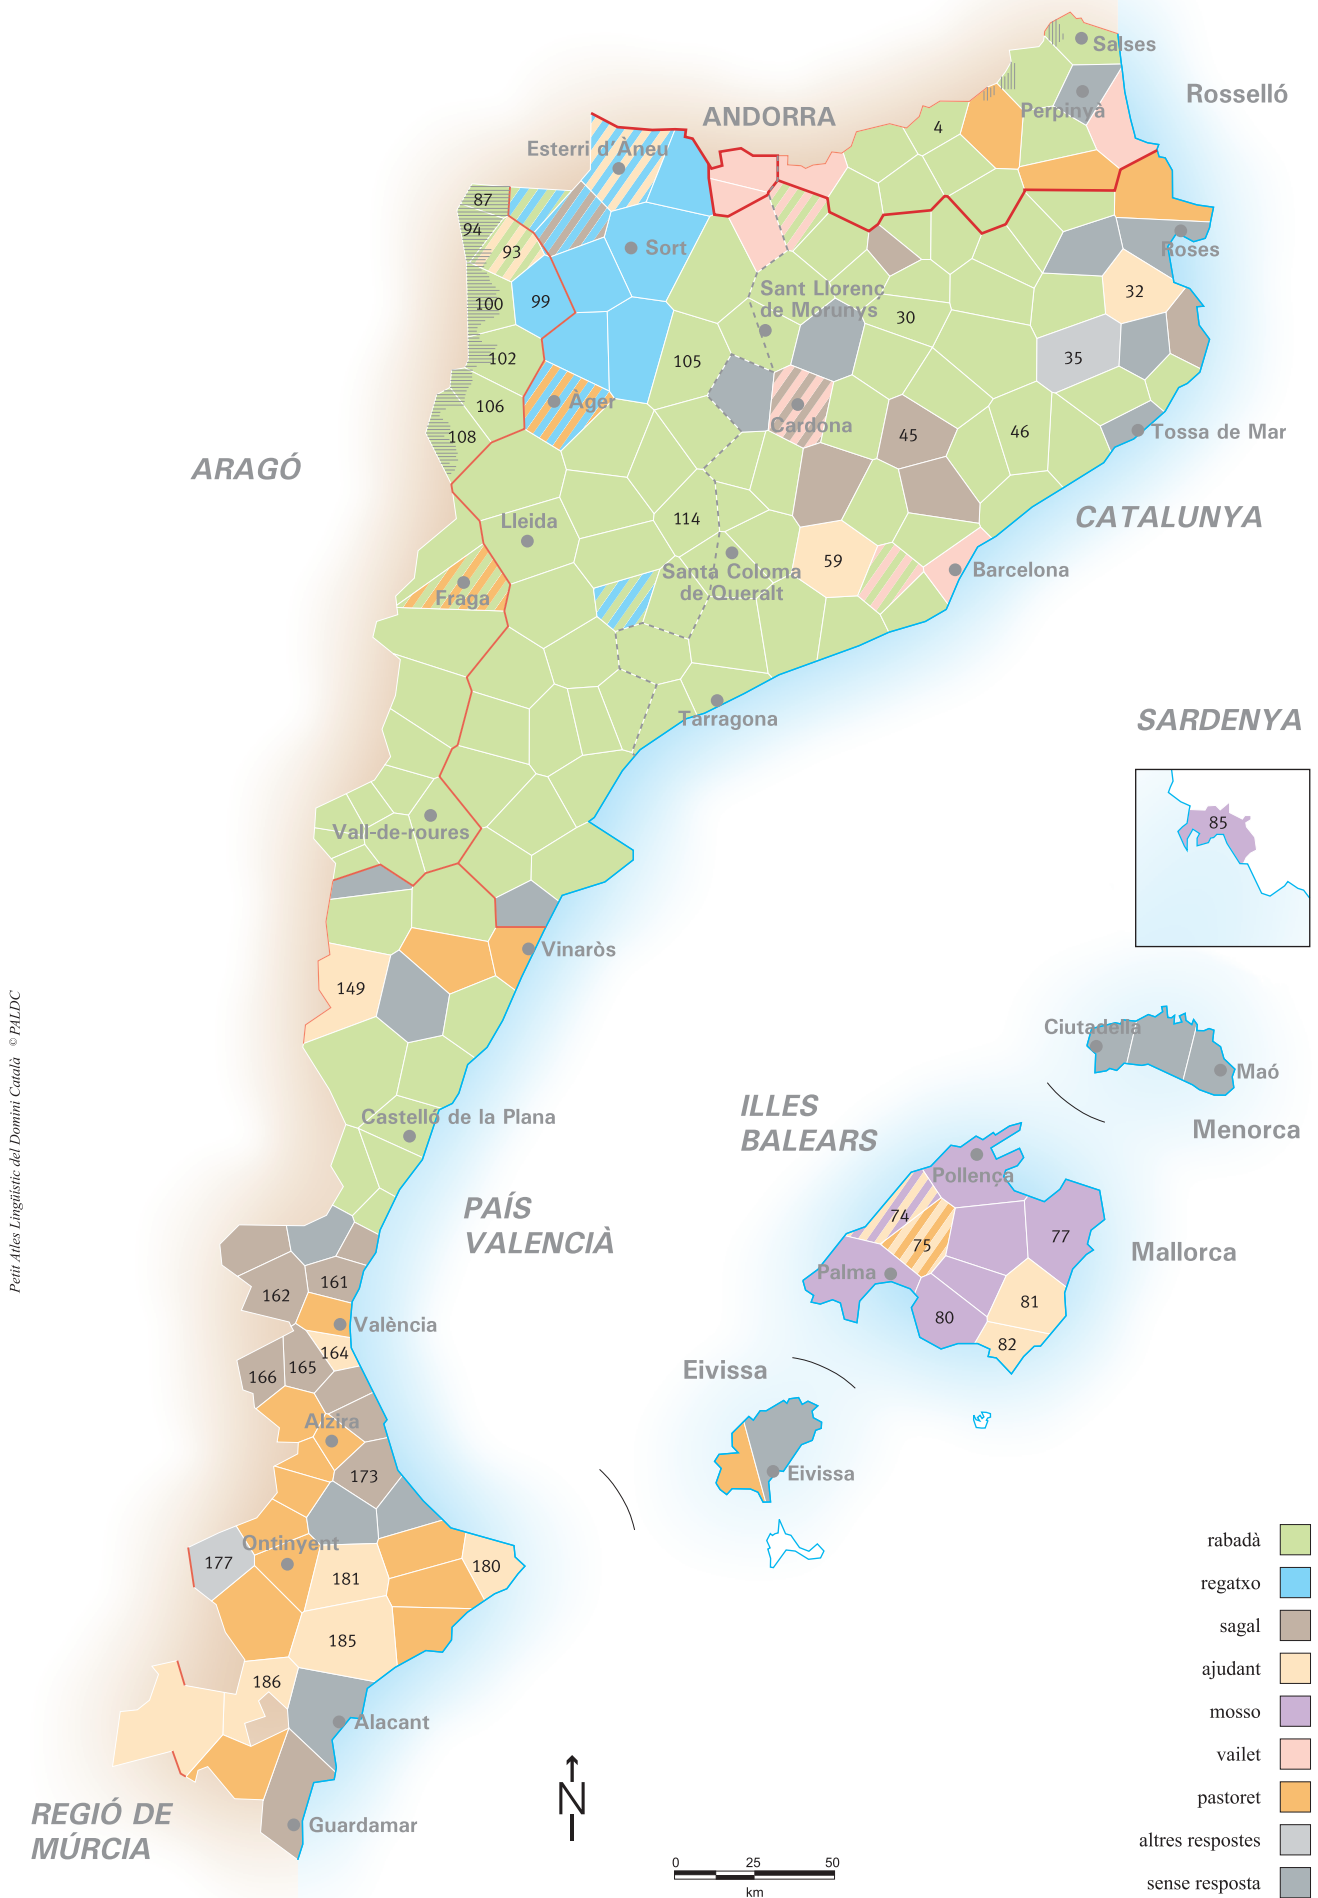 Salses
Rosselló
ANDORRA
Perpinyà
4
Esterri d'Àneu
87
94
93
Sort
Roses
100
99
Sant Llorenç
de Morunys
32
30
102
105
35
106
Àger
Cardona
108
45
46
Tossa de Mar
ARAGÓ
CATALUNYA
Lleida
114
59
Santa Coloma
de Queralt
Barcelona
Fraga
Tarragona
SARDENYA
85
Vall-de-roures
Vinaròs
149
Ciutadella
Maó
Menorca
Castelló de la Plana
ILLES
BALEARS
Pollença
PAÍS
VALENCIÀ
74
75
77
Mallorca
Palma
161
162
81
80
82
València
164
165
166
Eivissa
Alzira
173
Eivissa
Ontinyent
177
181
180
185
186
Alacant
Guardamar
REGIÓ DE
MÚRCIA
N
0 25 50
km
Petit Atles Lingüístic del Domini Català © PALDC
rabadà
regatxo
sagal
ajudant
mosso
vailet
pastoret
altres respostes
sense resposta